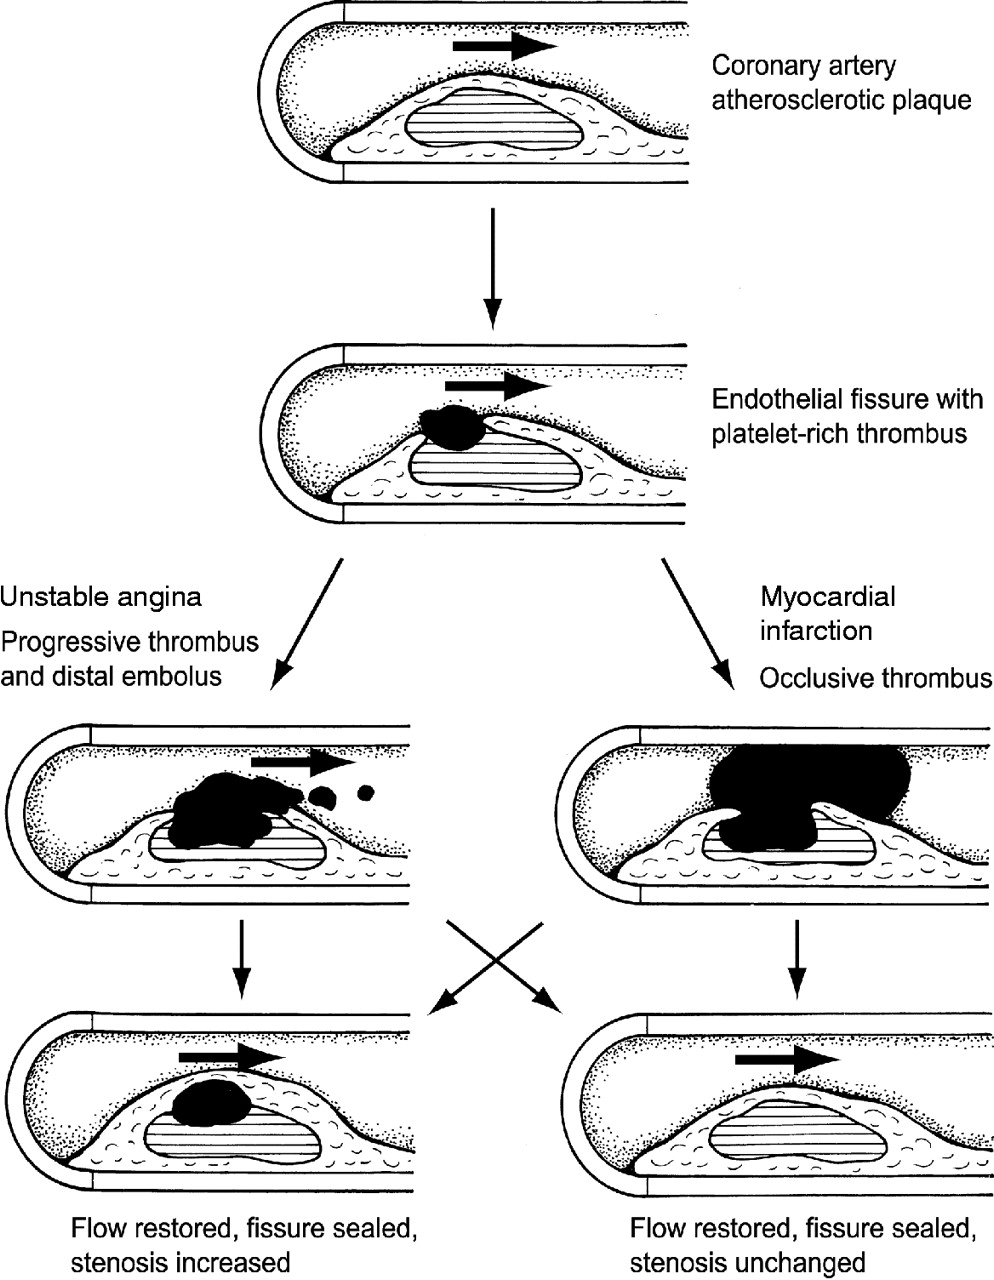 Coronary artery
atherosclerotic plaque
Endothelial fissure with
platelet-rich thrombus
Unstable angina
Progressive thrombus
and distal embolus
Myocardial
infarction
Occlusive thrombus
Flow restored, fissure sealed,
stenosis increased
Flow restored, fissure sealed,
stenosis unchanged